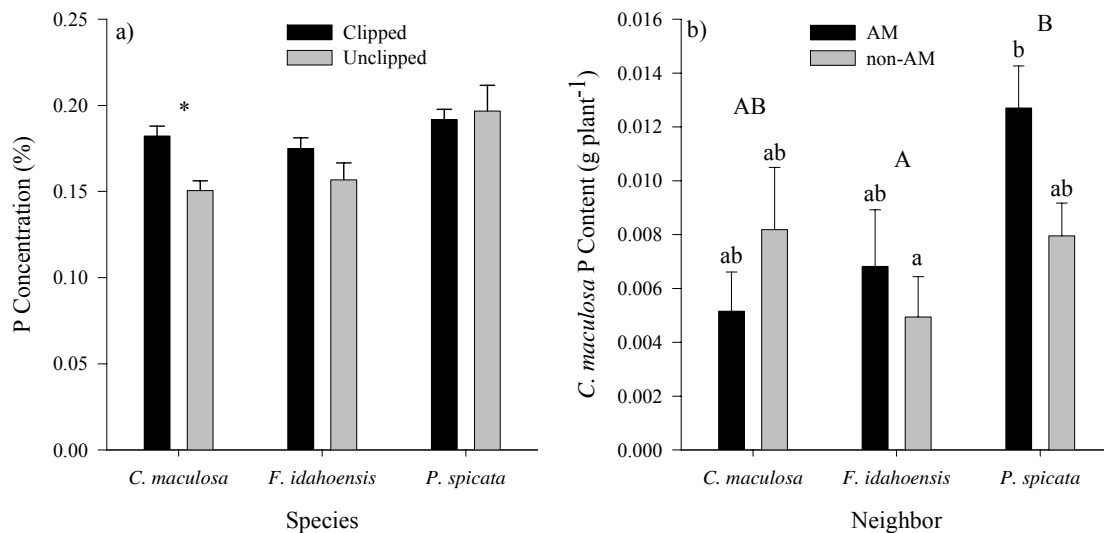 a)
Clipped
Unclipped
P Concentration (%)
0.25
0.20
0.15
0.10
0.05
0.00
*
C. maculosa F. idahoensis P. spicata
Species
b)
AM
non-AM
C. maculosa P Content (g plant-1)
0.016
0.014
0.012
0.010
0.008
0.006
0.004
0.002
0.000
AB
A
B
ab
ab
ab
a
b
ab
C. maculosa F. idahoensis P. spicata
Neighbor